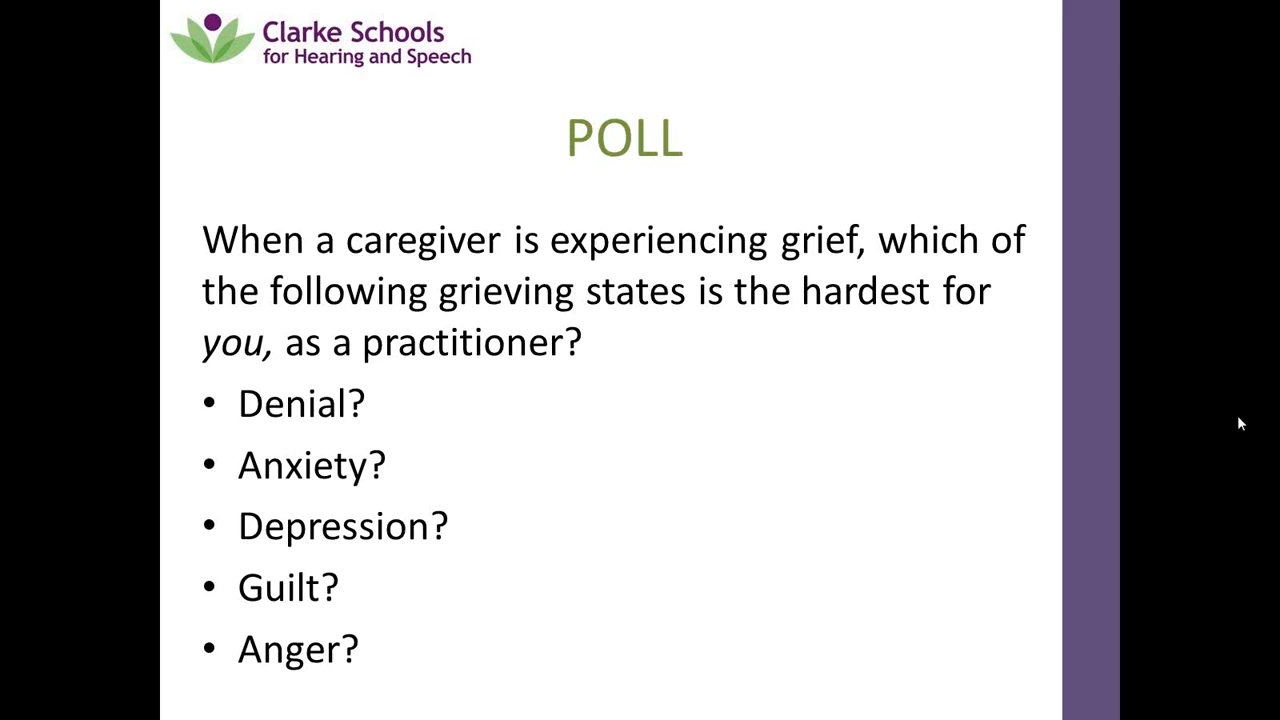 Clarke Schools
for Hearing and Speech
POLL
When a caregiver is experiencing grief, which of
the following grieving states is the hardest for
you, as a practitioner?
• Denial?
• Anxiety?
• Depression?
• Guilt?
• Anger?